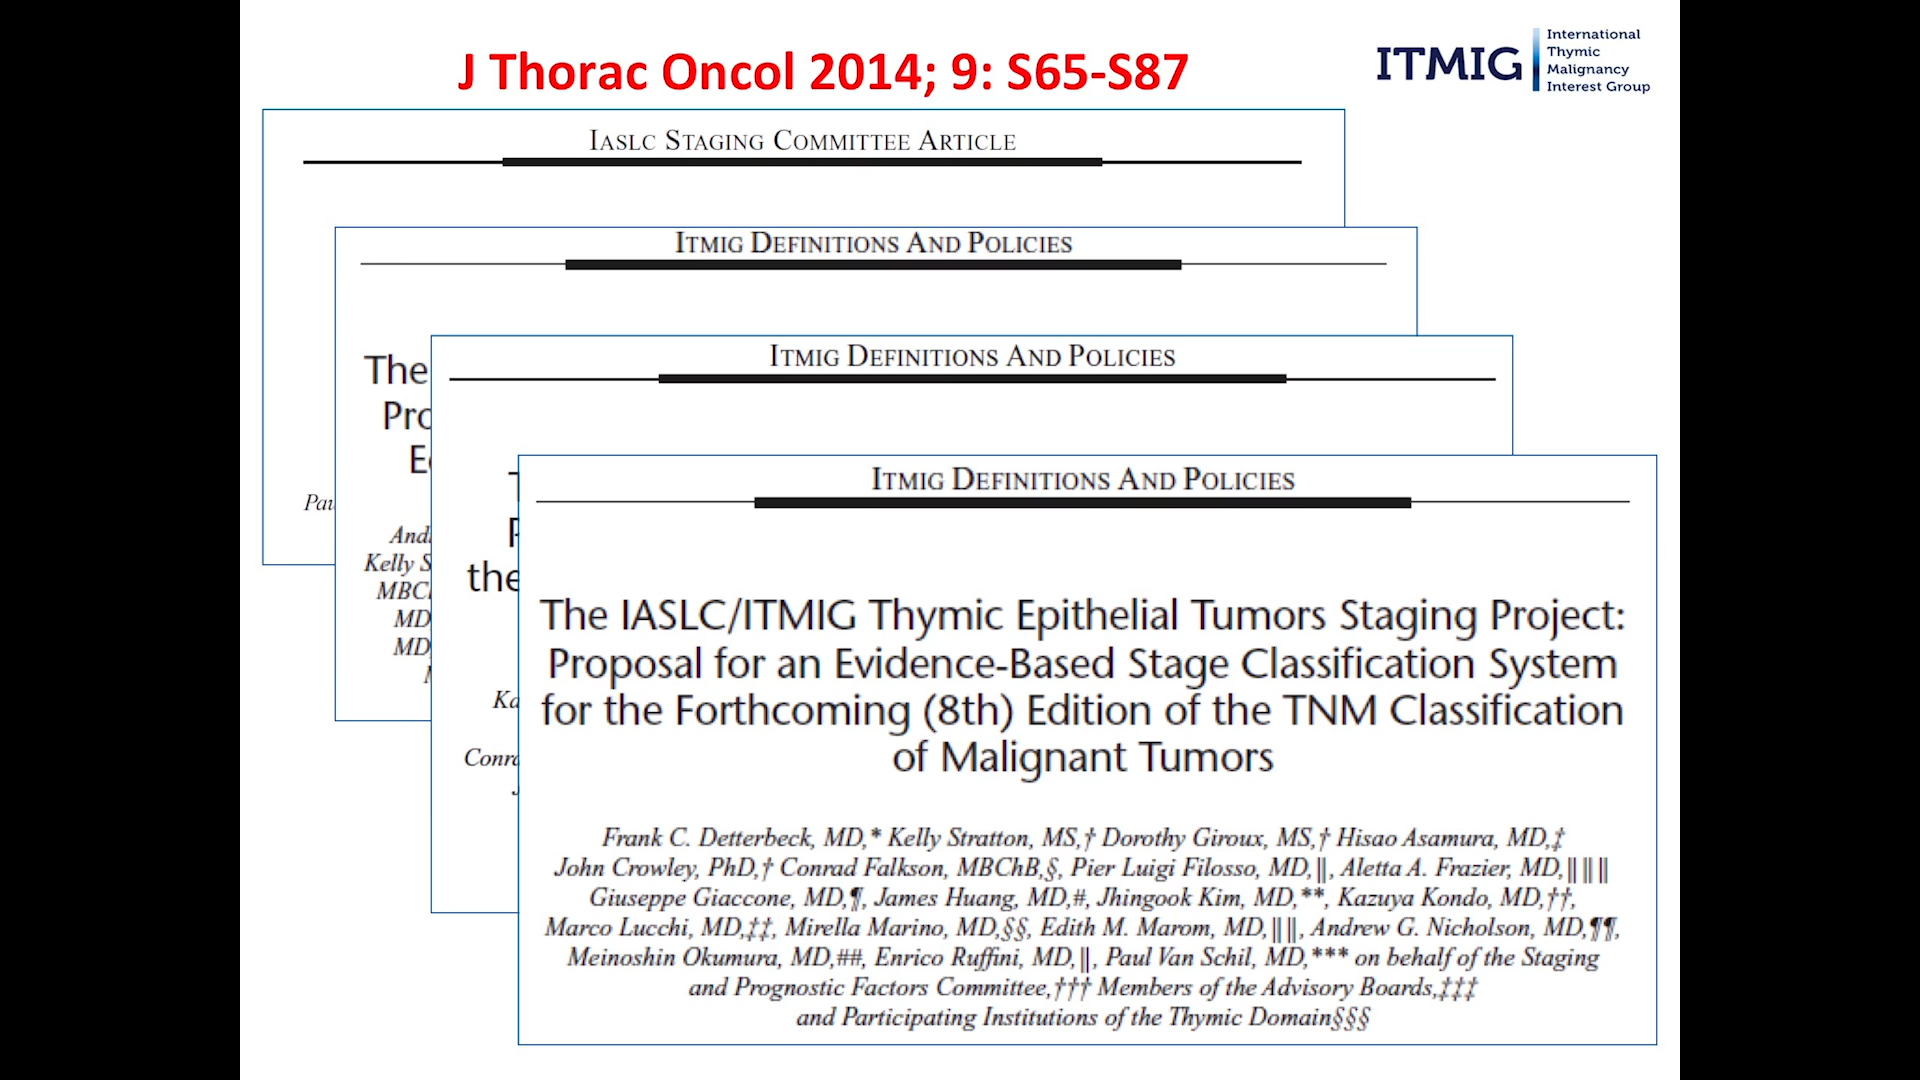 J Thorac Oncol 2014; 9: S65-S87
ITMIG
International
Thymic
Malignancy
Interest Group
IASLC STAGING COMMITTEE ARTICLE
ITMIG DEFINITIONS AND POLICIES
The
ITMIG DEFINITIONS AND POLICIES
the
ITMIG DEFINITIONS AND POLICIES
The IASLC/ITMIG Thymic Epithelial Tumors Staging Project:
Proposal for an Evidence-Based Stage Classification System
for the Forthcoming (8th) Edition of the TNM Classification
of Malignant Tumors
Frank C. Detterbeck, MD,* Kelly Stratton, MS,† Dorothy Giroux, MS,† Hisao Asamura, MD,‡
John Crowley, PhD,† Conrad Falkson, MBChB,§, Pier Luigi Filosso, MD,‖, Aletta A. Frazier, MD,‖‖‖
Giuseppe Giaccone, MD,¶, James Huang, MD,#, Jhingook Kim, MD,**, Kazuya Kondo, MD,††,
Marco Lucchi, MD,‡‡, Mirella Marino, MD,§§, Edith M. Marom, MD,‖‖, Andrew G. Nicholson, MD,¶¶,
Meinoshin Okumura, MD,##, Enrico Ruffini, MD,‖, Paul Van Schil, MD,*** on behalf of the Staging
and Prognostic Factors Committee,††† Members of the Advisory Boards,‡‡‡
and Participating Institutions of the Thymic Domain§§§